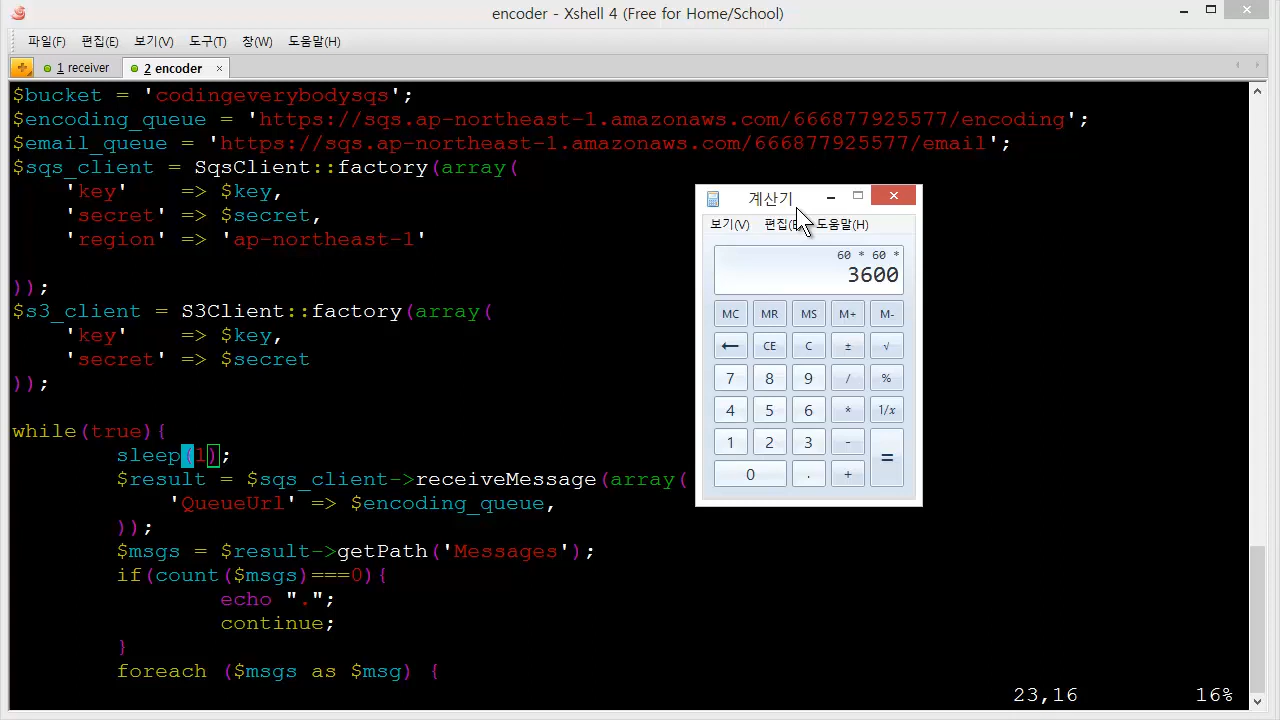 encoder - Xshell 4 (Free for Home/School)
파일(F) 편집(E) 보기(V) 도구(T) 창(W) 도움말(H)
1 receiver 2 encoder ×
$bucket = 'codingeverybodysqs';
$encoding_queue = 'https://sqs.ap-northeast-1.amazonaws.com/666877925577/encoding';
$email_queue = 'https://sqs.ap-northeast-1.amazonaws.com/666877925577/email';
$sqs_client = SqsClient::factory(array(
'key' => $key,
'secret' => $secret,
'region' => 'ap-northeast-1'
));
$s3_client = S3Client::factory(array(
'key' => $key,
'secret' => $secret
));
while(true){
sleep(1);
$result = $sqs_client->receiveMessage(array(
'QueueUrl' => $encoding_queue,
));
$msgs = $result->getPath('Messages');
if(count($msgs)===0){
echo ".";
continue;
}
foreach ($msgs as $msg) {
23,16 16%
계산기
보기(V) 편집(E) 도움말(H)
60 * 60 *
3600
MC MR MS M+ M-
← CE C ± √
7 8 9 / %
4 5 6 * 1/x
1 2 3 - =
0 . +